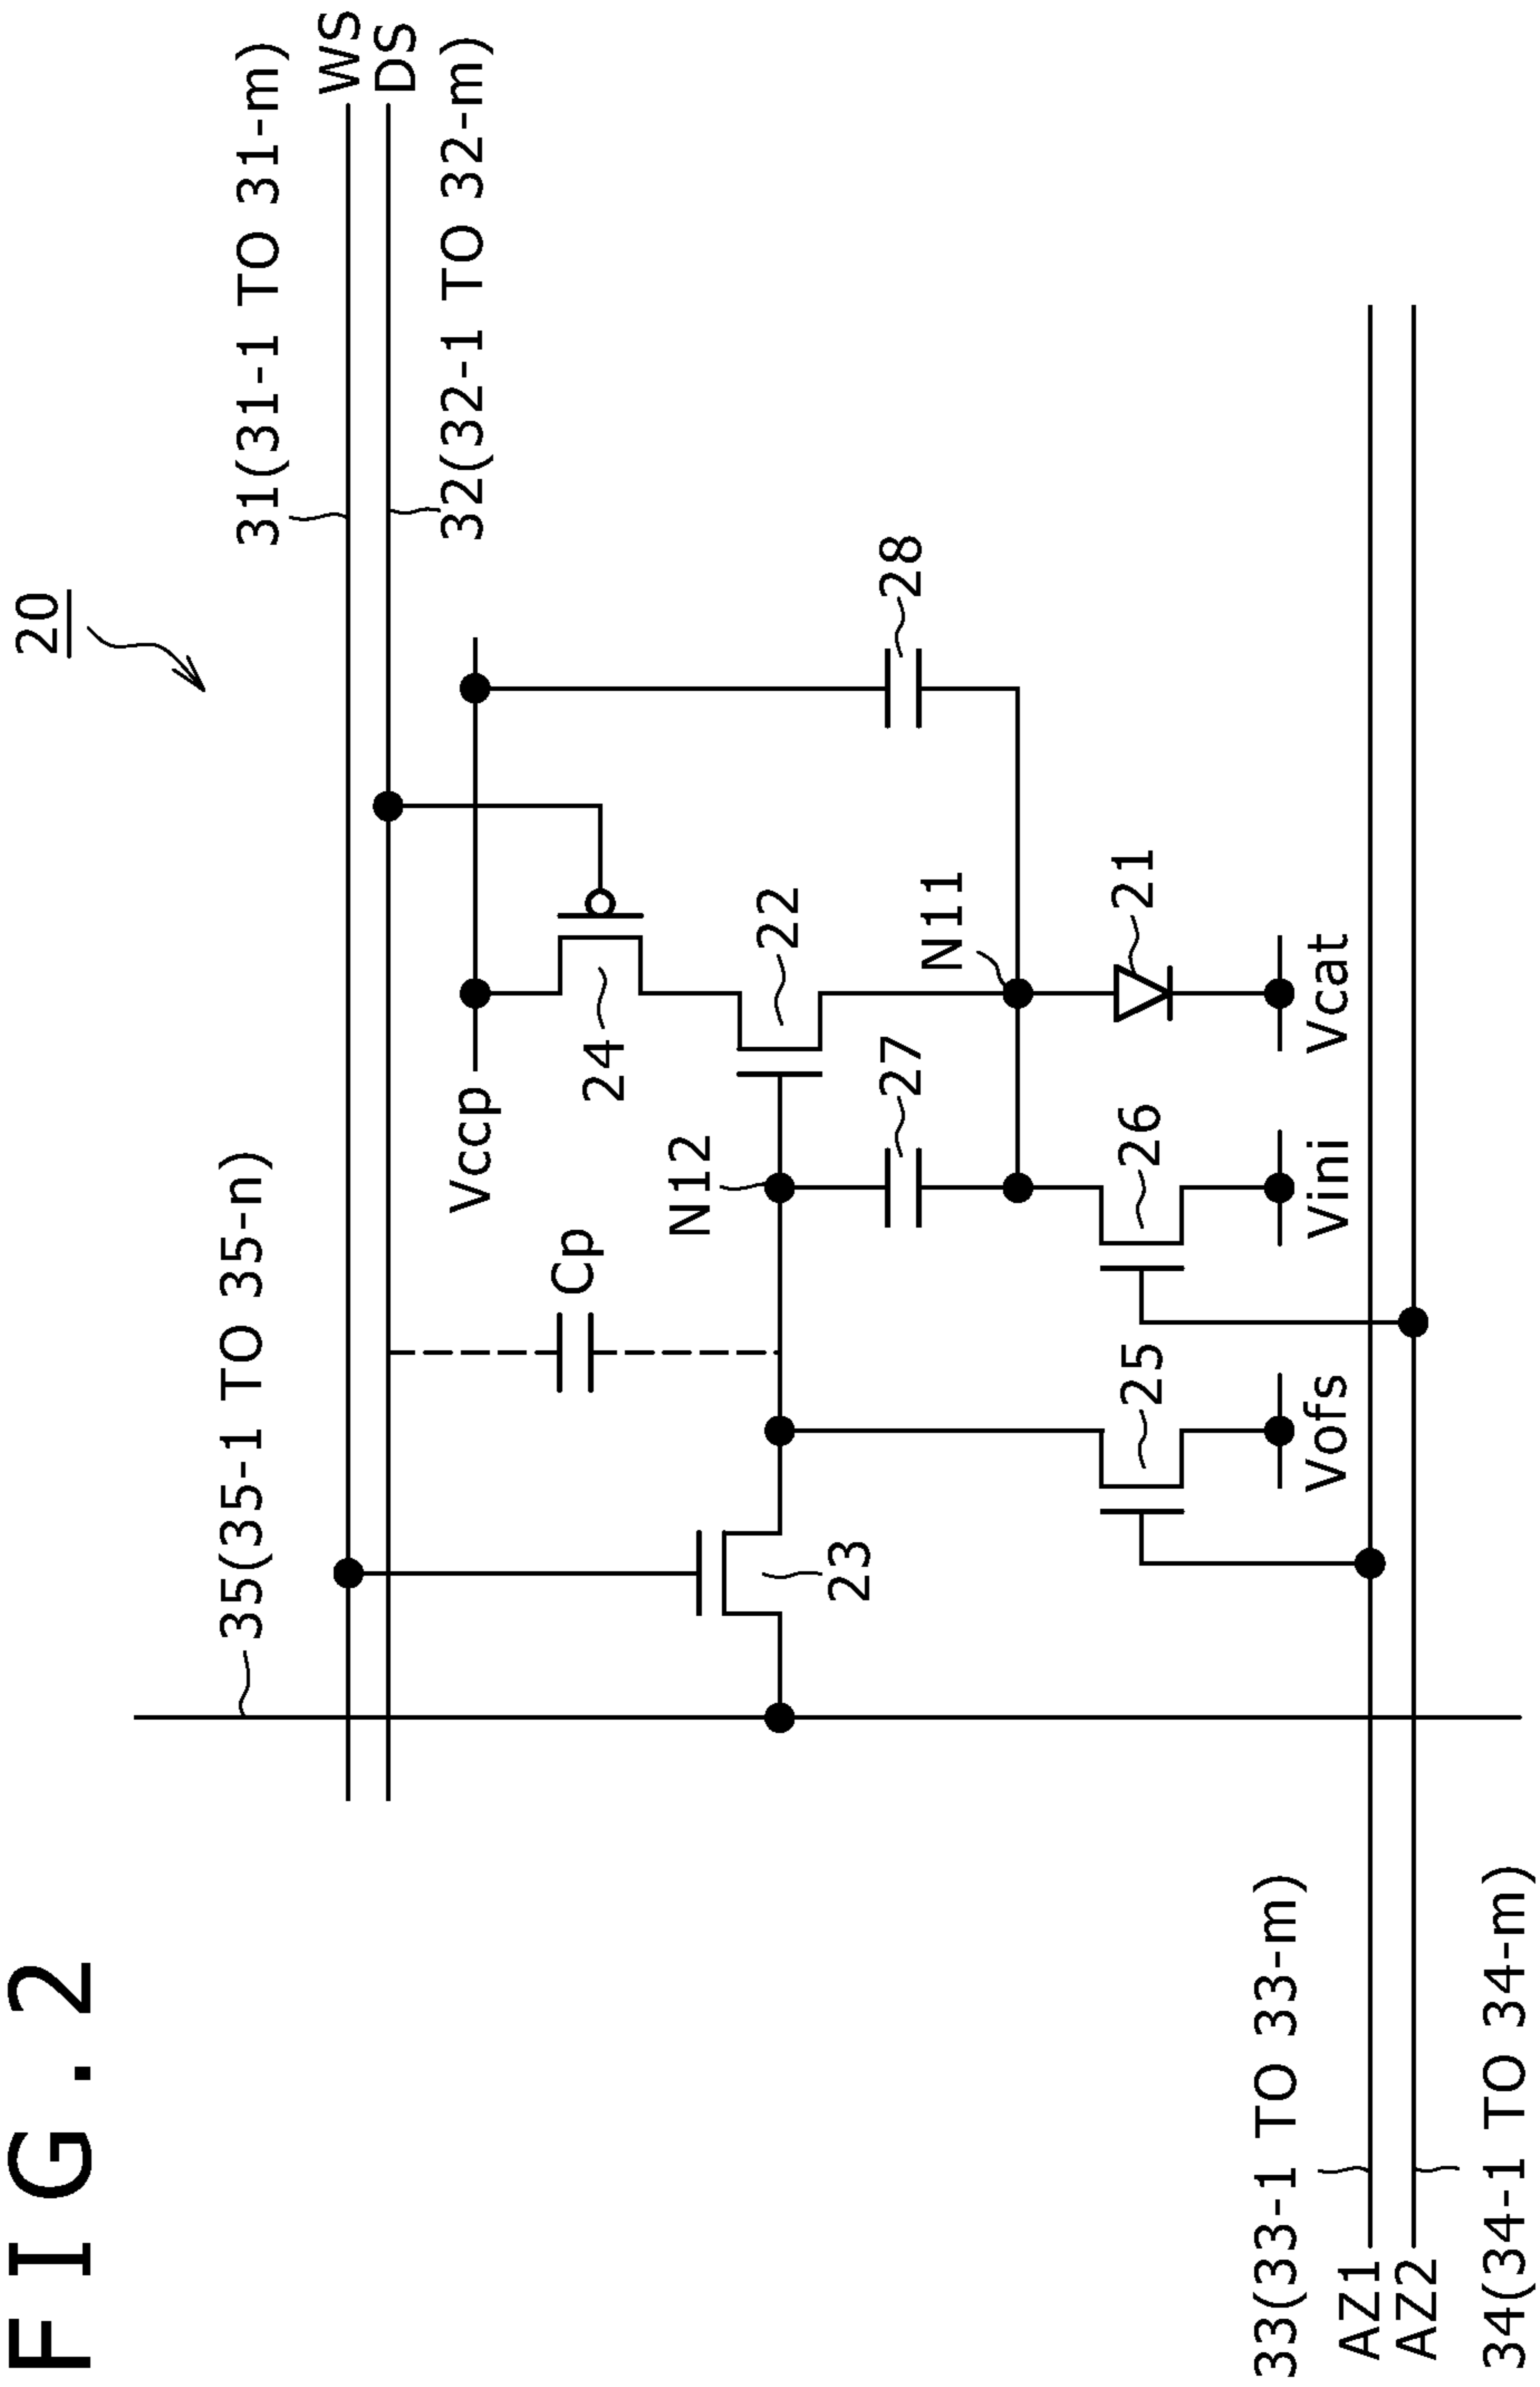 FIG.2
20
35(35-1 TO 35-n)
31(31-1 TO 31-m)
WS
DS
32(32-1 TO 32-m)
Vccp
Cp
24
N12
22
23
27
28
N11
25
26
21
Vofs
Vini
Vcat
33(33-1 TO 33-m)
AZ1
AZ2
34(34-1 TO 34-m)